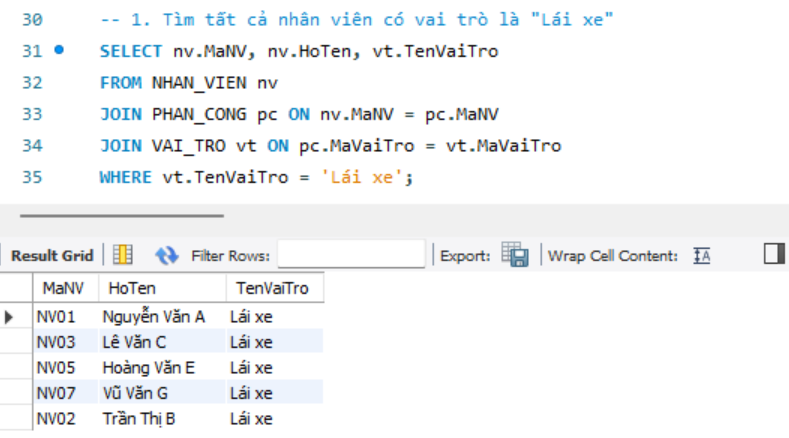 30 -- 1. Tìm tất cả nhân viên có vai trò là "Lái xe"
31 SELECT nv.MaNV, nv.HoTen, vt.TenVaiTro
32 FROM NHAN_VIEN nv
33 JOIN PHAN_CONG pc ON nv.MaNV = pc.MaNV
34 JOIN VAI_TRO vt ON pc.MaVaiTro = vt.MaVaiTro
35 WHERE vt.TenVaiTro = 'Lái xe';
Result Grid Filter Rows: Export: Wrap Cell Content: IA
MaNV HoTen TenVaiTro
NV01 Nguyễn Văn A Lái xe
NV03 Lê Văn C Lái xe
NV05 Hoàng Văn E Lái xe
NV07 Vũ Văn G Lái xe
NV02 Trần Thị B Lái xe